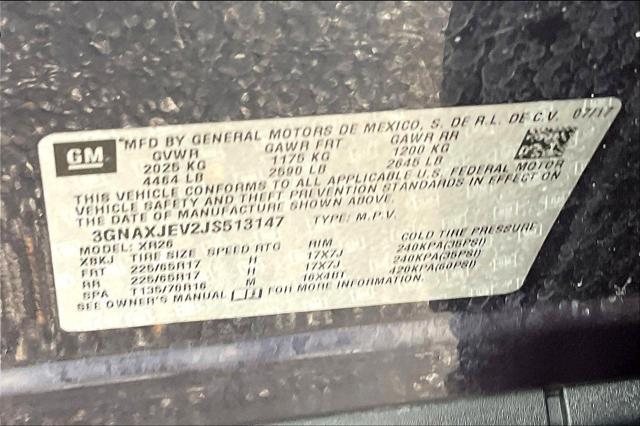 GM
MFD BY GENERAL MOTORS DE MEXICO, S. DE R.L. DE C.V. 07/17
GVWR GAWR FRT GAWR RR
2025 KG 1175 KG 1200 KG
4464 LB 2590 LB 2645 LB
THIS VEHICLE CONFORMS TO ALL APPLICABLE U.S. FEDERAL MOTOR
VEHICLE SAFETY AND THEFT PREVENTION STANDARDS IN EFFECT ON
THE DATE OF MANUFACTURE SHOWN ABOVE.
3GNAXJEV2JS513147 TYPE: M.P.V.
MODEL: XR26
XBKJ TIRE SIZE SPEED RTG RIM COLD TIRE PRESSURE
FRT 225/65R17 H 17X7J 240KPA(35PSI)
RR 225/65R17 H 17X7J 240KPA(35PSI)
SPA T135/70R16 M 16X4BT 420KPA(60PSI)
SEE OWNER'S MANUAL FOR MORE INFORMATION.